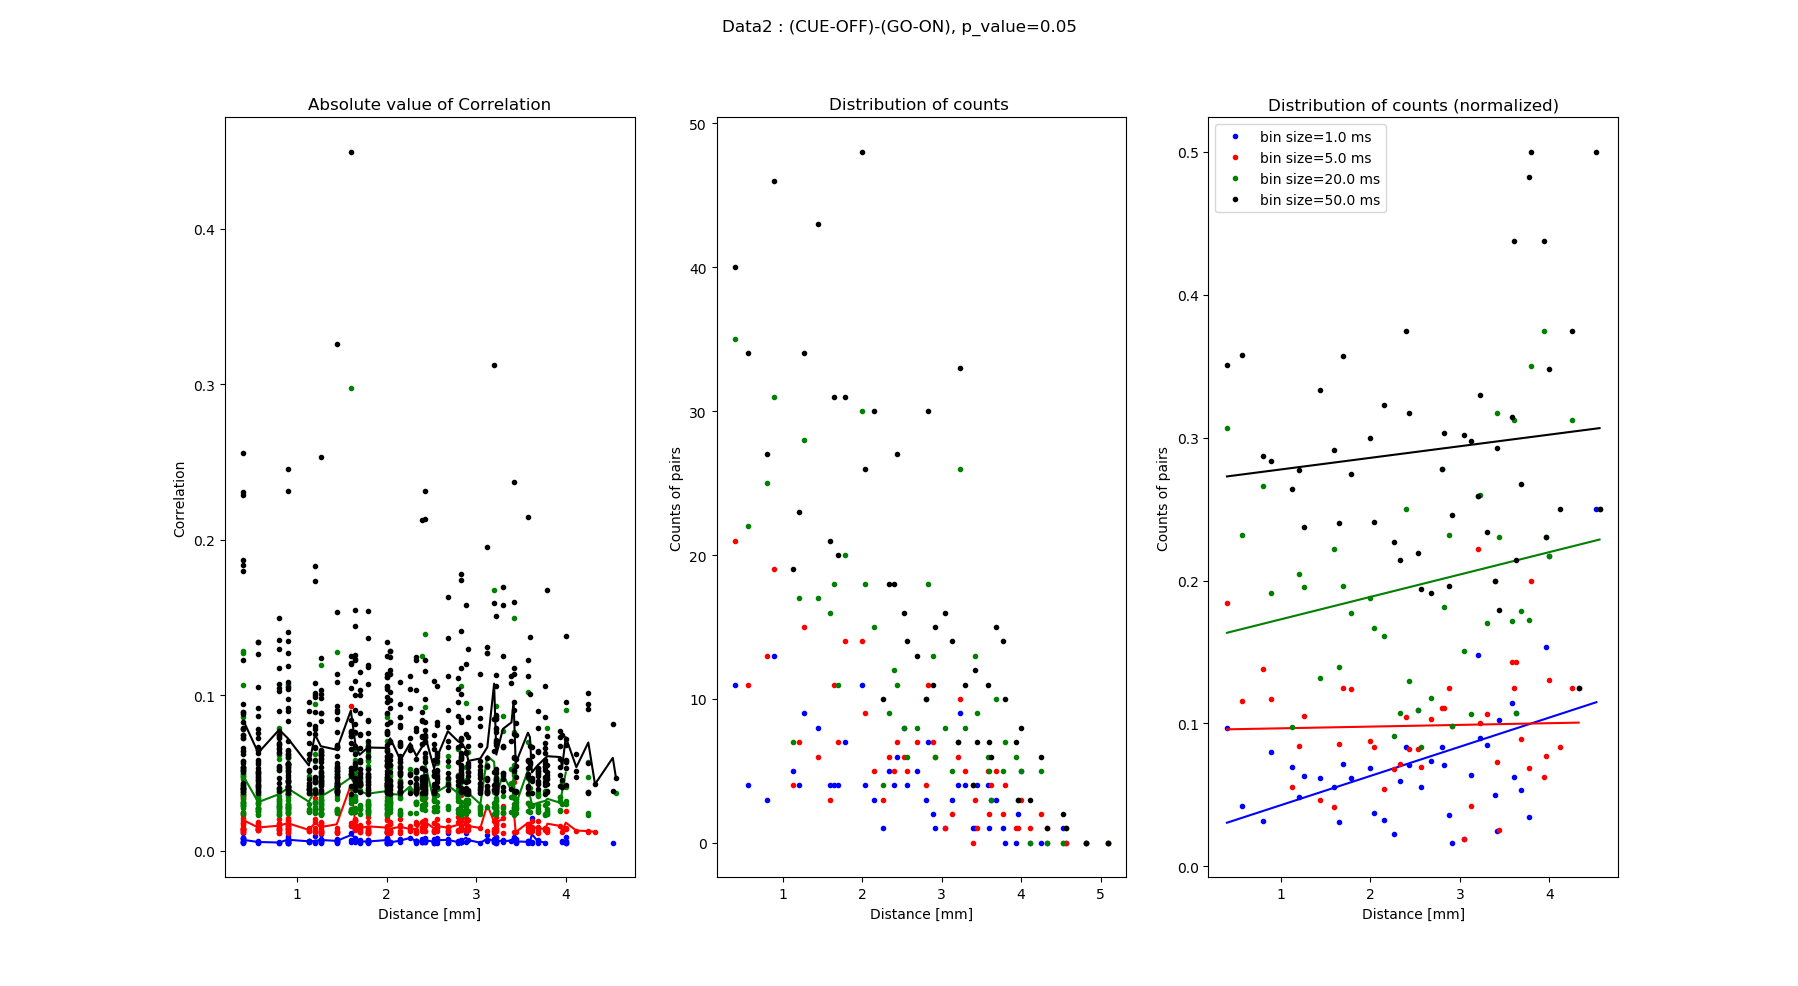 Data2 : (CUE-OFF)-(GO-ON), p_value=0.05
Absolute value of Correlation
Correlation
0.4
0.3
0.2
0.1
0.0
1 2 3 4
Distance [mm]
Distribution of counts
Counts of pairs
50
40
30
20
10
0
1 2 3 4 5
Distance [mm]
Distribution of counts (normalized)
Counts of pairs
0.5
0.4
0.3
0.2
0.1
0.0
bin size=1.0 ms
bin size=5.0 ms
bin size=20.0 ms
bin size=50.0 ms
1 2 3 4
Distance [mm]